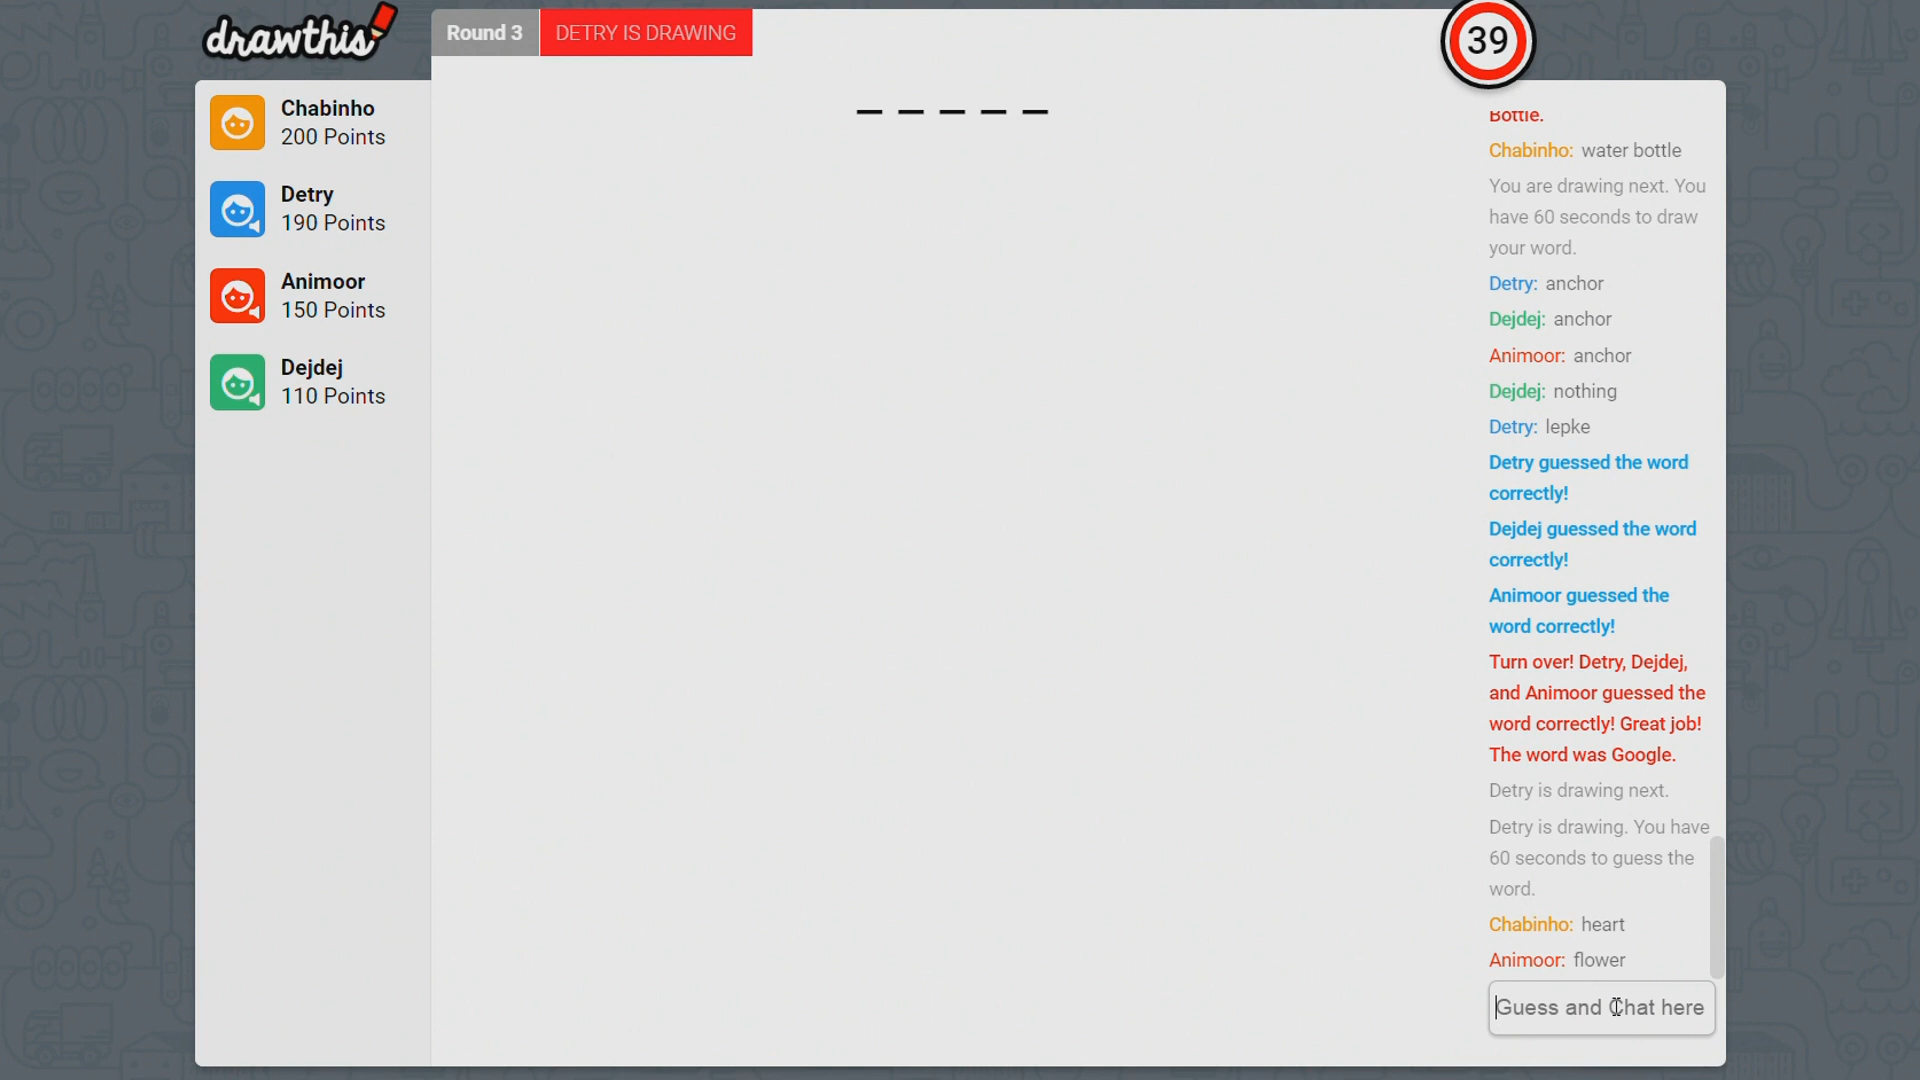 drawthis
Round 3
DETRY IS DRAWING
39
Chabinho
200 Points
Detry
190 Points
Animoor
150 Points
Dejdej
110 Points
Bottle.
Chabinho: water bottle
You are drawing next. You
have 60 seconds to draw
your word.
Detry: anchor
Dejdej: anchor
Animoor: anchor
Dejdej: nothing
Detry: lepke
Detry guessed the word
correctly!
Dejdej guessed the word
correctly!
Animoor guessed the
word correctly!
Turn over! Detry, Dejdej,
and Animoor guessed the
word correctly! Great job!
The word was Google.
Detry is drawing next.
Detry is drawing. You have
60 seconds to guess the
word.
Chabinho: heart
Animoor: flower
Guess and Chat here